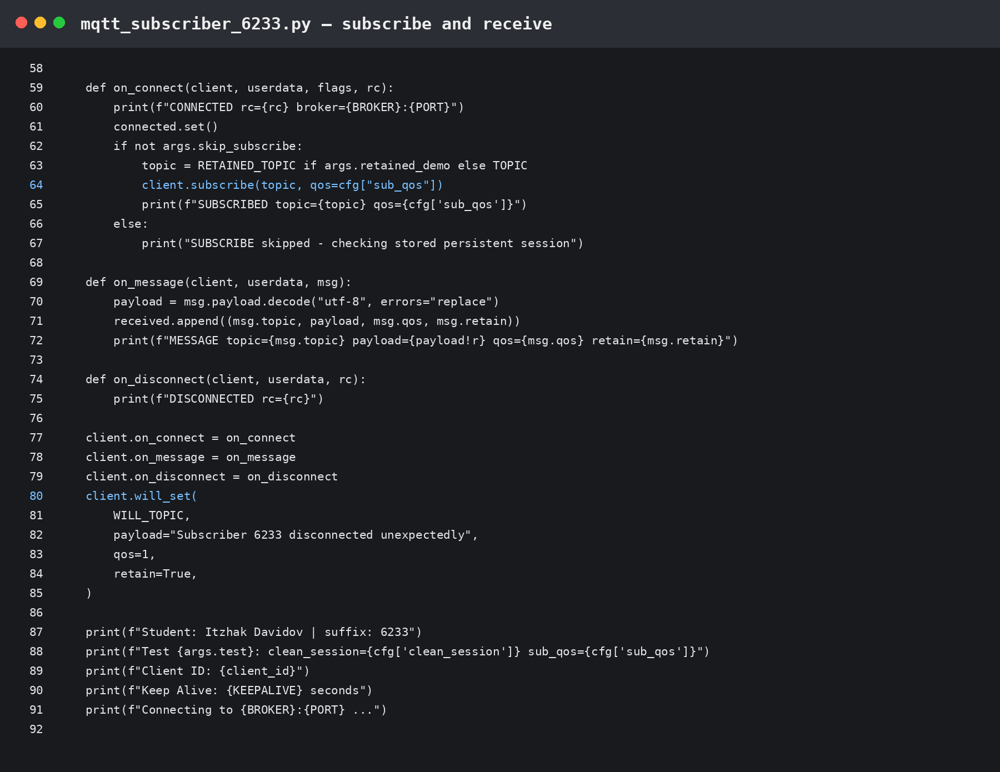 mqtt_subscriber_6233.py — subscribe and receive
58
59 def on_connect(client, userdata, flags, rc):
60 print(f"CONNECTED rc={rc} broker={BROKER}:{PORT}")
61 connected.set()
62 if not args.skip_subscribe:
63 topic = RETAINED_TOPIC if args.retained_demo else TOPIC
64 client.subscribe(topic, qos=cfg["sub_qos"])
65 print(f"SUBSCRIBED topic={topic} qos={cfg['sub_qos']}")
66 else:
67 print("SUBSCRIBE skipped - checking stored persistent session")
68
69 def on_message(client, userdata, msg):
70 payload = msg.payload.decode("utf-8", errors="replace")
71 received.append((msg.topic, payload, msg.qos, msg.retain))
72 print(f"MESSAGE topic={msg.topic} payload={payload!r} qos={msg.qos} retain={msg.retain}")
73
74 def on_disconnect(client, userdata, rc):
75 print(f"DISCONNECTED rc={rc}")
76
77 client.on_connect = on_connect
78 client.on_message = on_message
79 client.on_disconnect = on_disconnect
80 client.will_set(
81 WILL_TOPIC,
82 payload="Subscriber 6233 disconnected unexpectedly",
83 qos=1,
84 retain=True,
85 )
86
87 print(f"Student: Itzhak Davidov | suffix: 6233")
88 print(f"Test {args.test}: clean_session={cfg['clean_session']} sub_qos={cfg['sub_qos']}")
89 print(f"Client ID: {client_id}")
90 print(f"Keep Alive: {KEEPALIVE} seconds")
91 print(f"Connecting to {BROKER}:{PORT} ...")
92